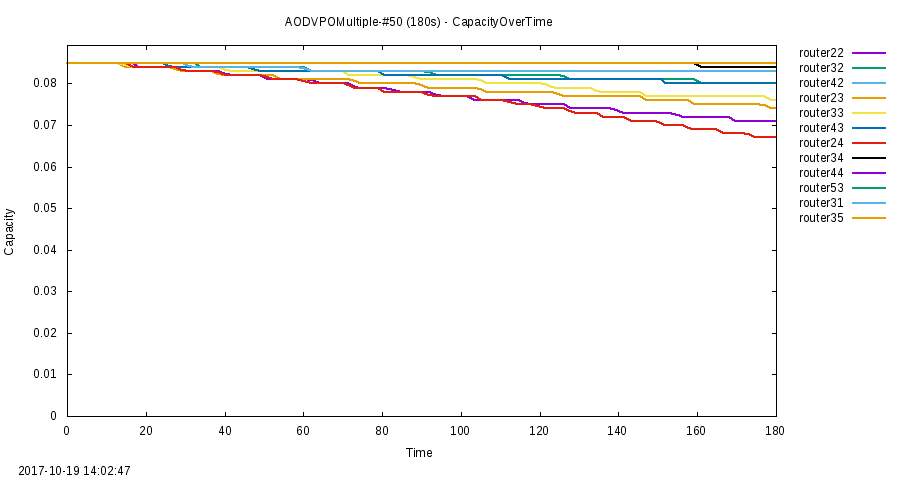 AODVPOMultiple-#50 (180s) - CapacityOverTime
Capacity
0.08
0.07
0.06
0.05
0.04
0.03
0.02
0.01
0
0 20 40 60 80 100 120 140 160 180
Time
router22
router32
router42
router23
router33
router43
router24
router34
router44
router53
router31
router35
2017-10-19 14:02:47